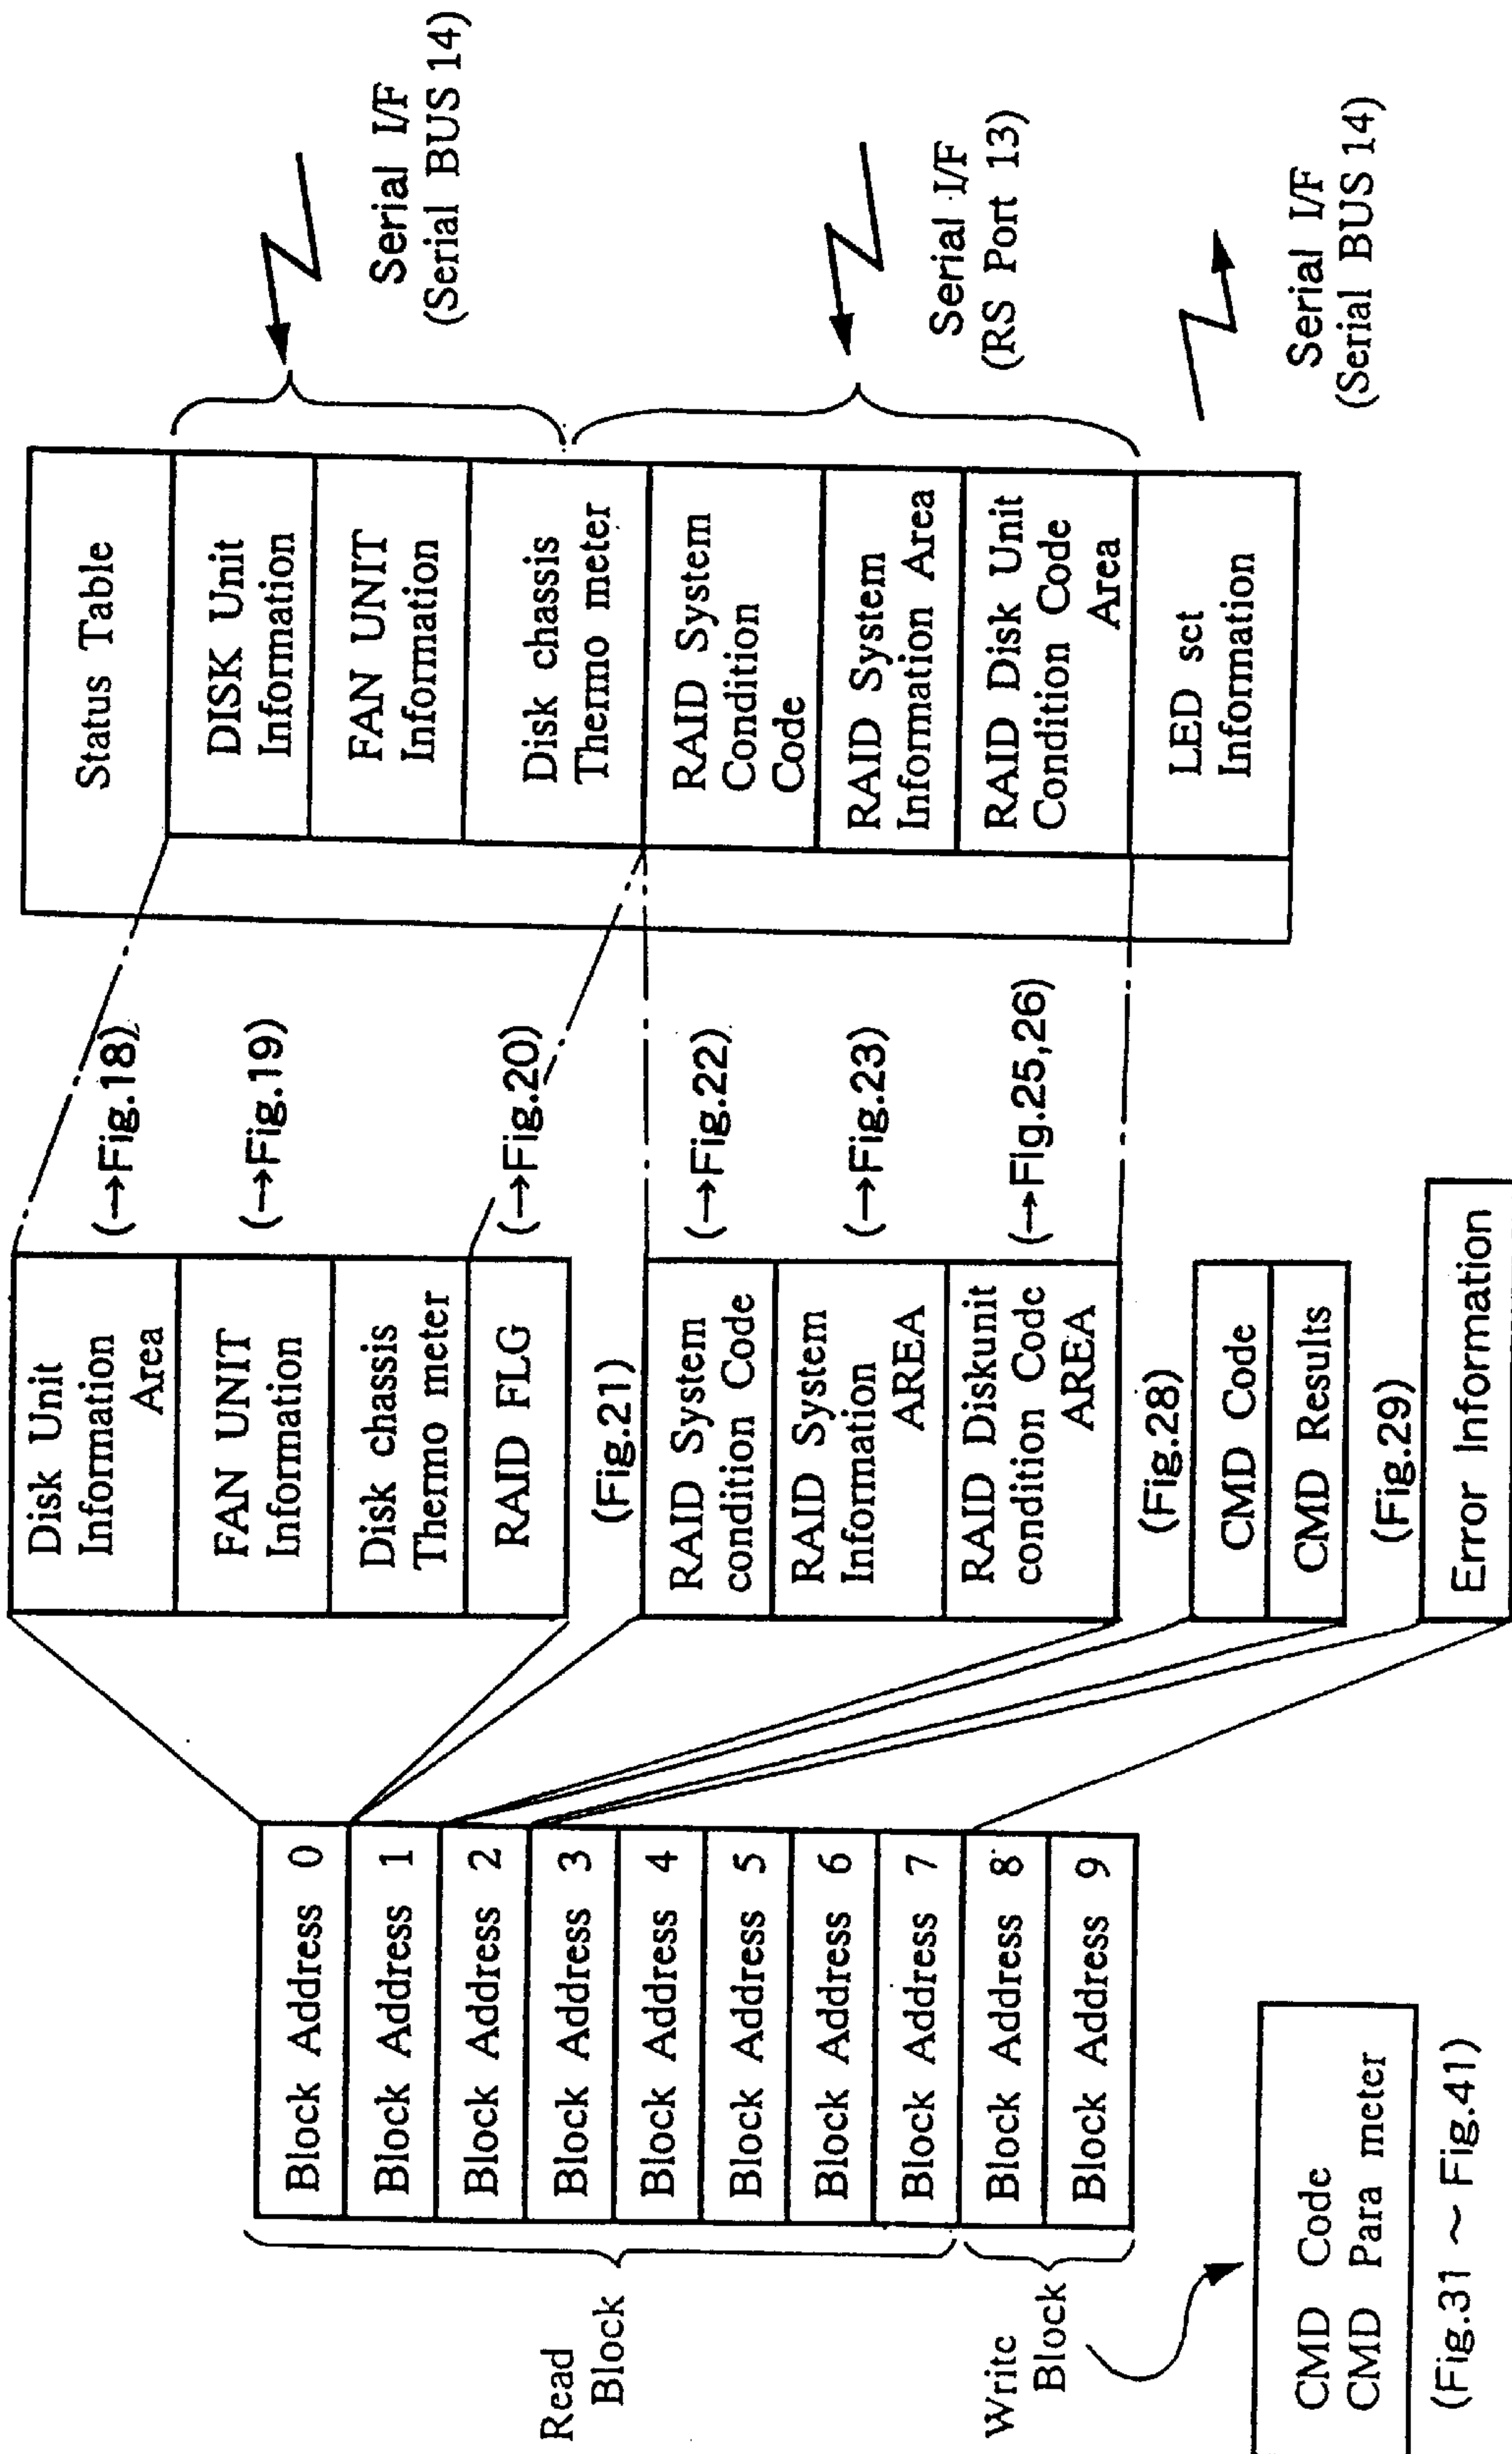 Read
Block
Write
Block
Block Address 0
Block Address 1
Block Address 2
Block Address 3
Block Address 4
Block Address 5
Block Address 6
Block Address 7
Block Address 8
Block Address 9
CMD Code
CMD Para meter
(Fig.31 ~ Fig.41)
Disk Unit
Information
Area
FAN UNIT
Information
Disk chassis
Thermo meter
RAID FLG
(Fig.21)
RAID System
condition Code
RAID System
Information
AREA
RAID Diskunit
condition Code
AREA
(Fig.28)
CMD Code
CMD Results
(Fig.29)
Error Information
(→Fig.18)
(→Fig.19)
(→Fig.20)
(→Fig.22)
(→Fig.23)
(→Fig.25,26)
Status Table
DISK Unit
Information
FAN UNIT
Information
Disk chassis
Thermo meter
RAID System
Condition
Code
RAID System
Information Area
RAID Disk Unit
Condition Code
Area
LED set
Information
Serial I/F
(Serial BUS 14)
Serial I/F
(RS Port 13)
Serial I/F
(Serial BUS 14)